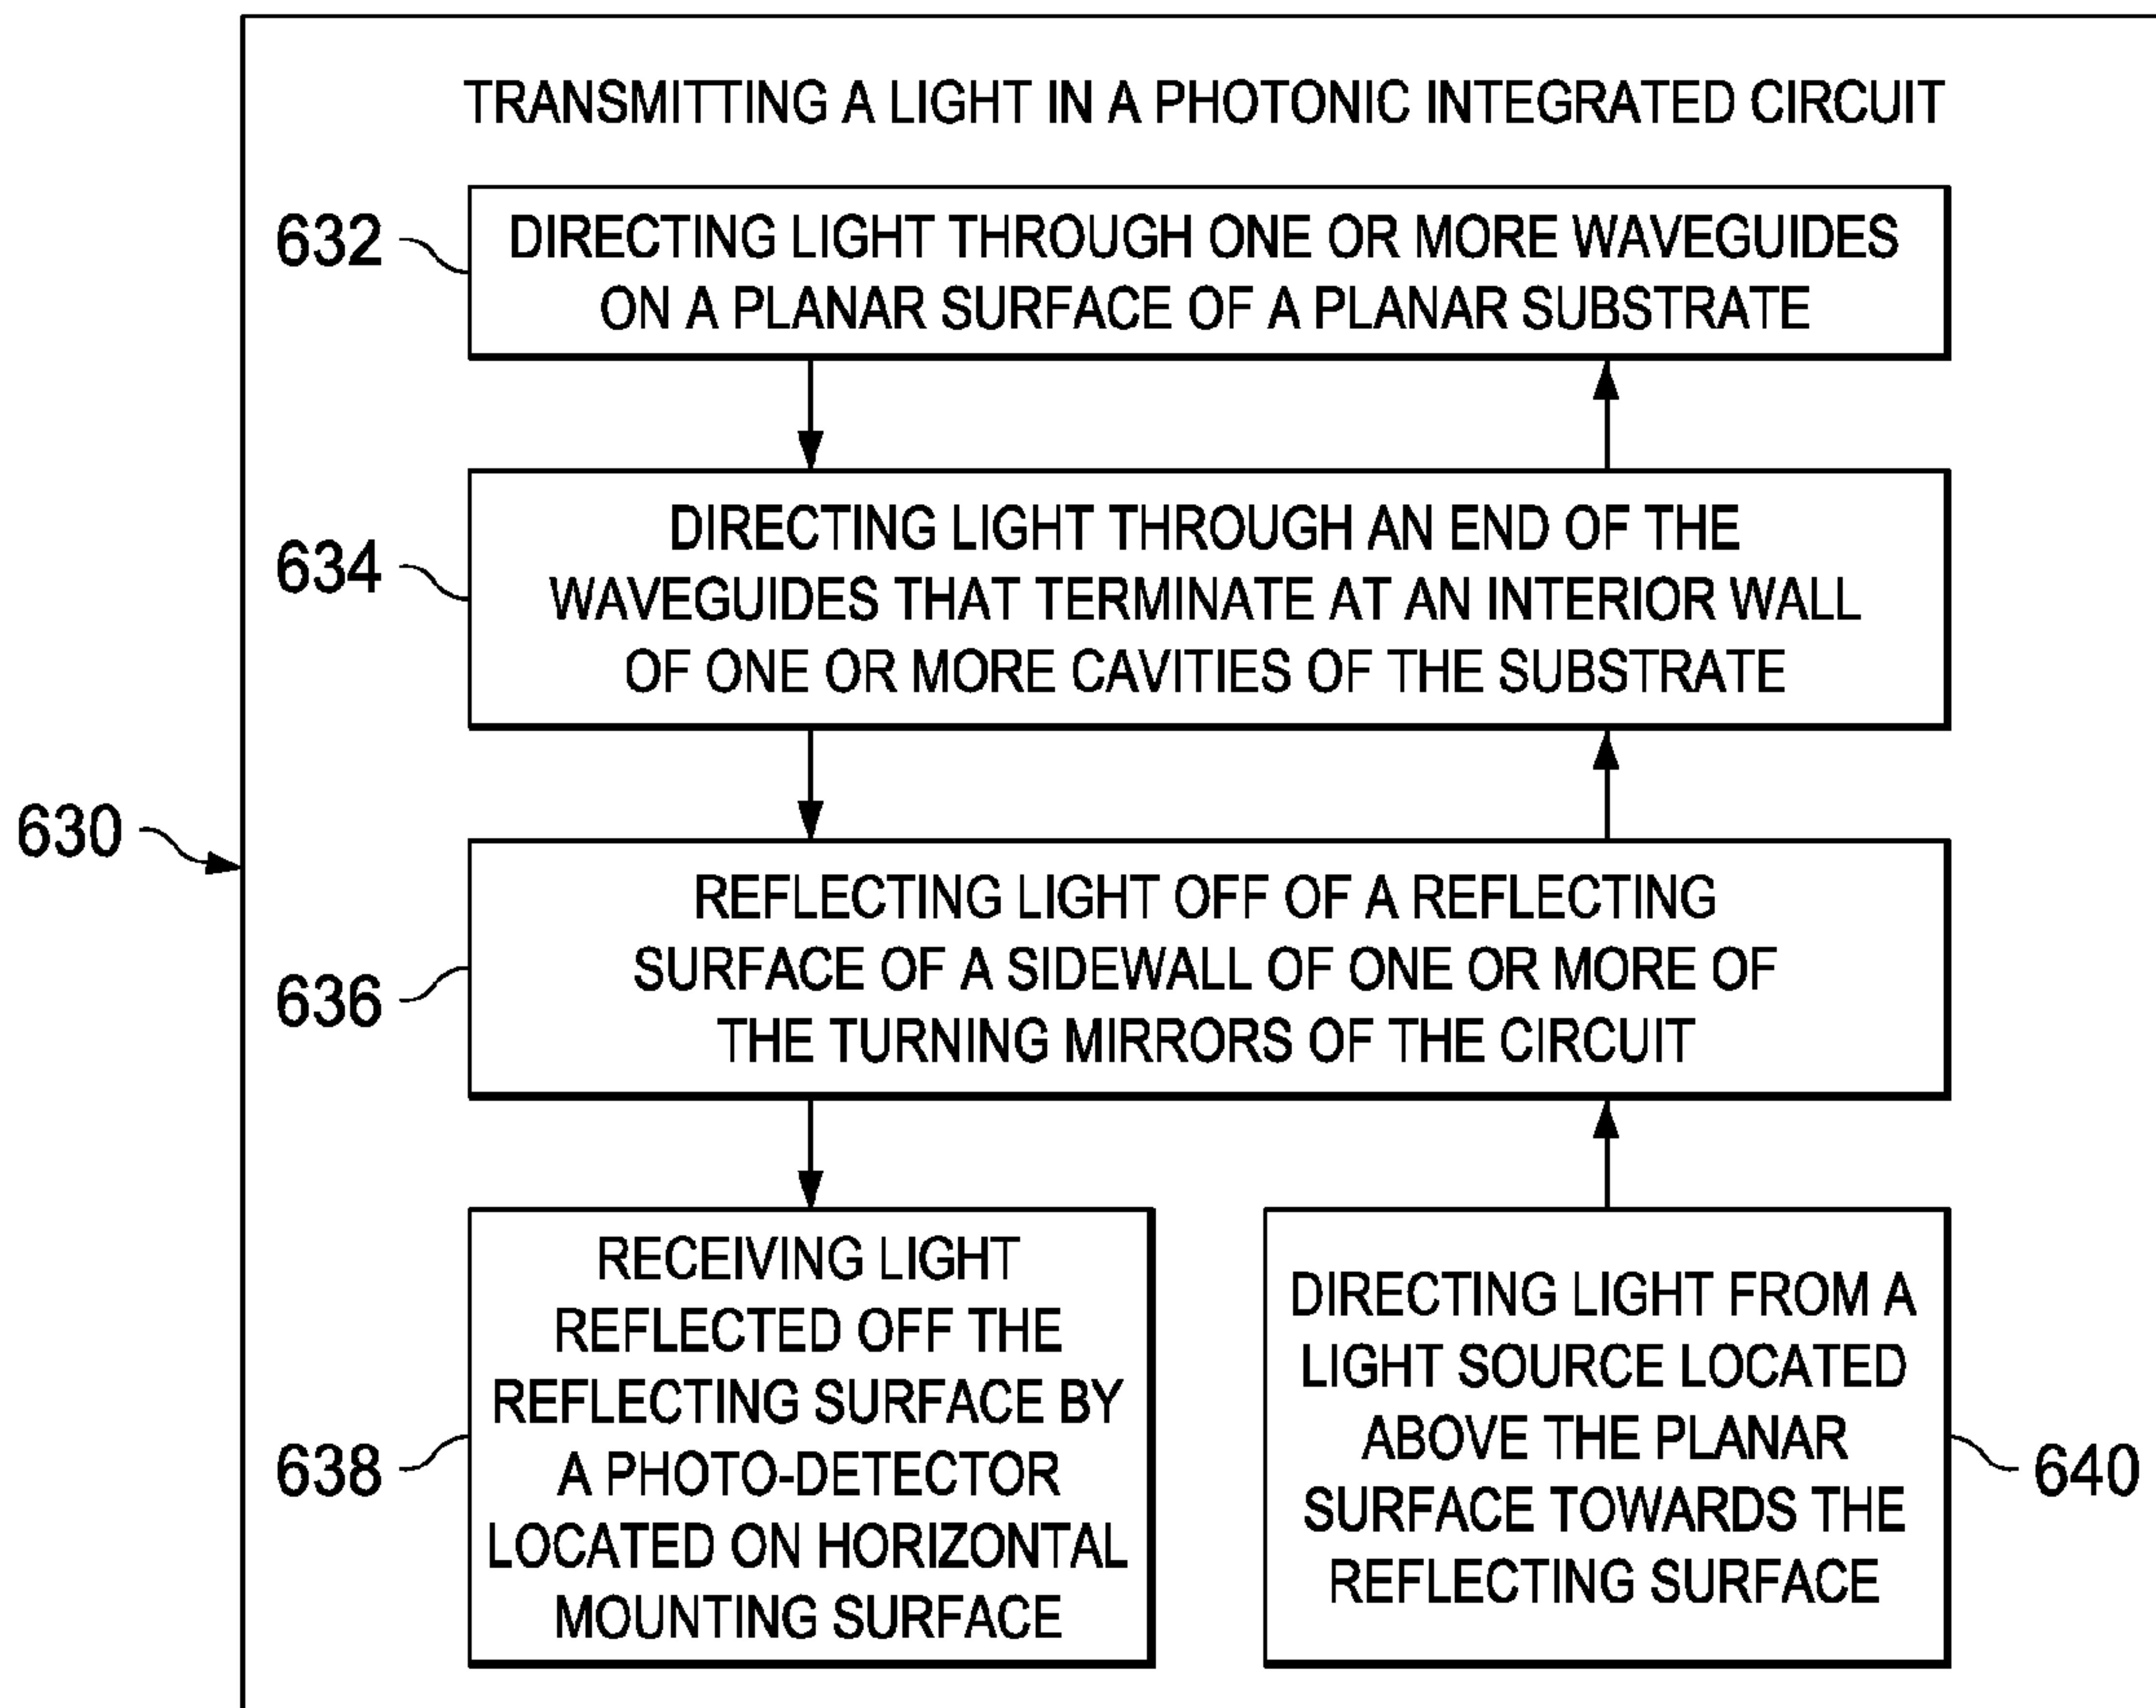 TRANSMITTING A LIGHT IN A PHOTONIC INTEGRATED CIRCUIT
632
DIRECTING LIGHT THROUGH ONE OR MORE WAVEGUIDES
ON A PLANAR SURFACE OF A PLANAR SUBSTRATE
634
DIRECTING LIGHT THROUGH AN END OF THE
WAVEGUIDES THAT TERMINATE AT AN INTERIOR WALL
OF ONE OR MORE CAVITIES OF THE SUBSTRATE
630
636
REFLECTING LIGHT OFF OF A REFLECTING
SURFACE OF A SIDEWALL OF ONE OR MORE OF
THE TURNING MIRRORS OF THE CIRCUIT
638
RECEIVING LIGHT
REFLECTED OFF THE
REFLECTING SURFACE BY
A PHOTO-DETECTOR
LOCATED ON HORIZONTAL
MOUNTING SURFACE
DIRECTING LIGHT FROM A
LIGHT SOURCE LOCATED
ABOVE THE PLANAR
SURFACE TOWARDS THE
REFLECTING SURFACE
640